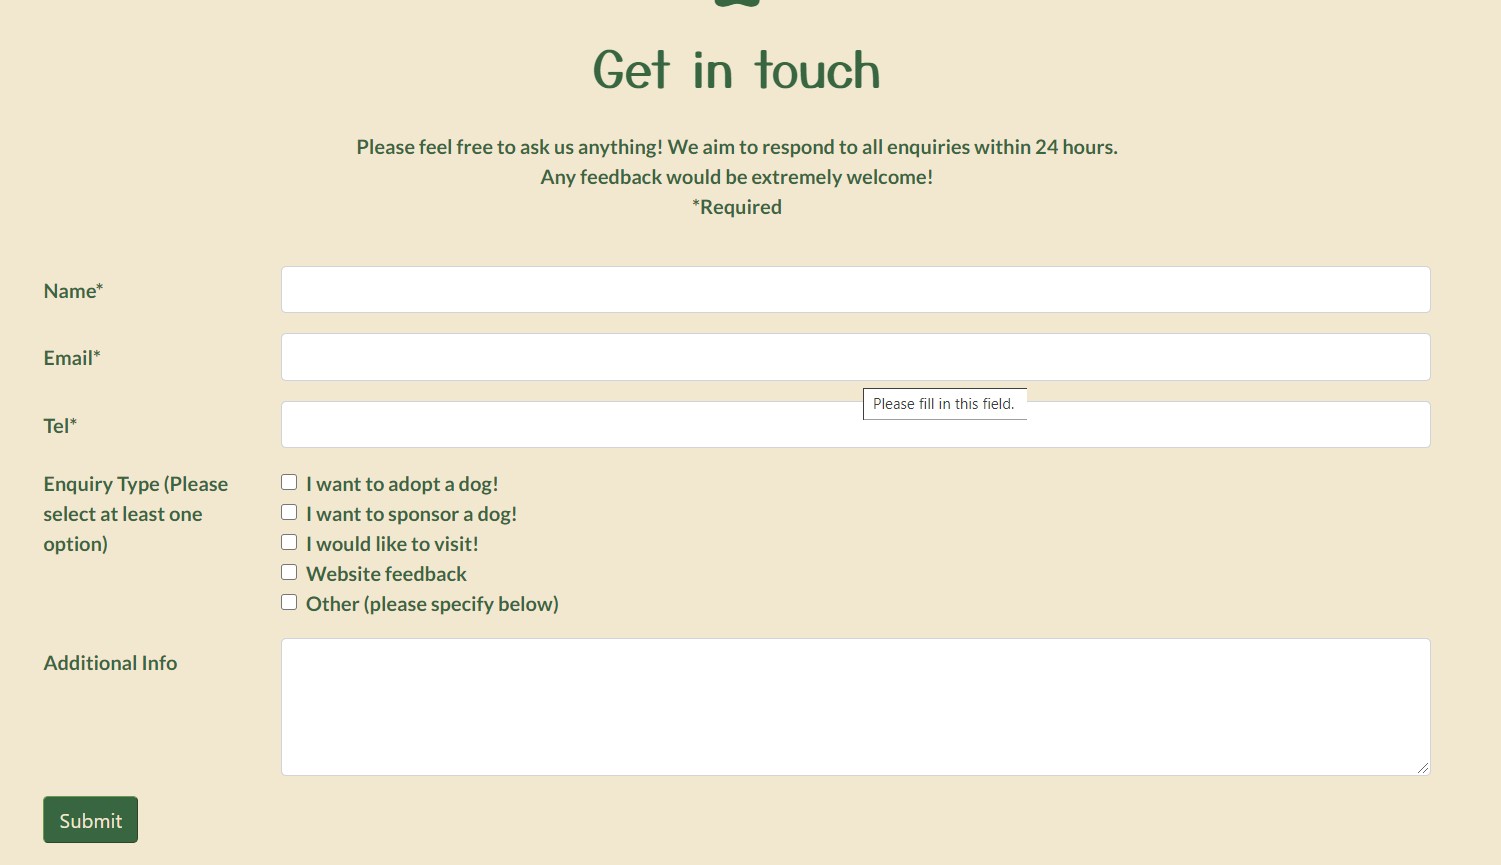 Get in touch
Please feel free to ask us anything! We aim to respond to all enquiries within 24 hours.
Any feedback would be extremely welcome!
*Required
Name*
Email*
Please fill in this field.
Tel*
Enquiry Type (Please
select at least one
option)
I want to adopt a dog!
I want to sponsor a dog!
I would like to visit!
Website feedback
Other (please specify below)
Additional Info
Submit